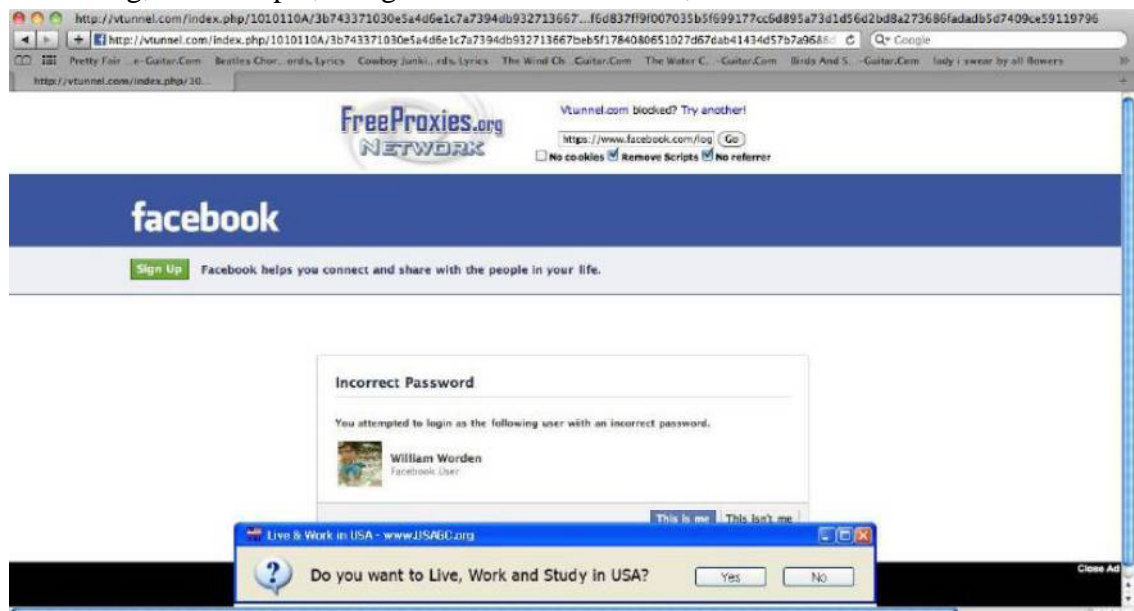 http://vtunnel.com/index.php/1010110A/
http://vtunnel.com/index.php/1010110A/
Google
Pretty Fair ...e-Guitar.Com Beatles Chor...ords, Lyrics Cowboy Junki...rds, Lyrics The Wind Ch...Guitar.Com The Water C...-Guitar.Com Birds And S...-Guitar.Com lady i swear by all flowers
http://vtunnel.com/index.php/10...
FreeProxies.org
NETWORK
Vtunnel.com blocked? Try another!
https://www.facebook.com/log Go
No cookies Remove Scripts No referrer
facebook
Sign Up Facebook helps you connect and share with the people in your life.
Incorrect Password
You attempted to login as the following user with an incorrect password.
William Worden
Facebook User
This is me This isn't me
Live & Work in USA - www.USAGC.org
Do you want to Live, Work and Study in USA? Yes No
Close Ad